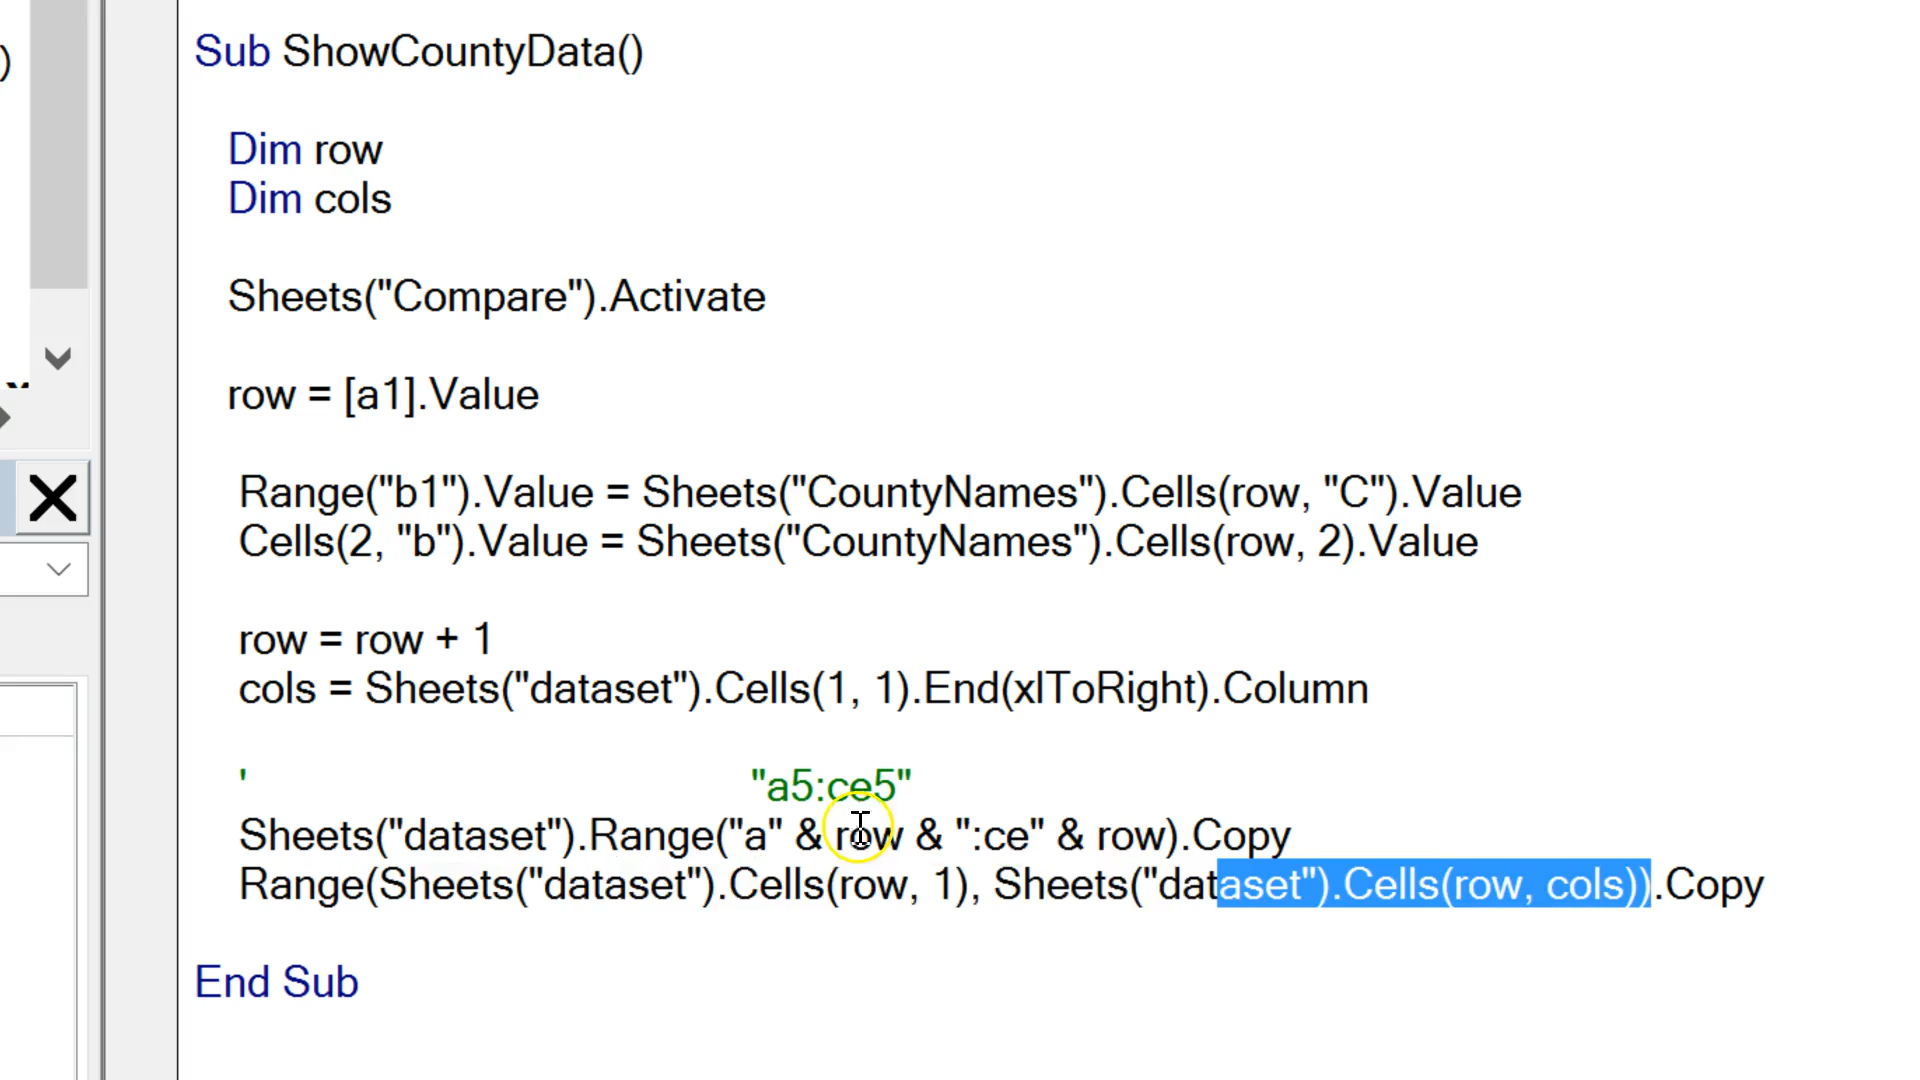 )
Sub ShowCountyData()
Dim row
Dim cols
Sheets("Compare").Activate
row = [a1].Value
Range("b1").Value = Sheets("CountyNames").Cells(row, "C").Value
Cells(2, "b").Value = Sheets("CountyNames").Cells(row, 2).Value
row = row + 1
cols = Sheets("dataset").Cells(1, 1).End(xlToRight).Column
' "a5:ce5"
Sheets("dataset").Range("a" & row & ":ce" & row).Copy
Range(Sheets("dataset").Cells(row, 1), Sheets("dataset").Cells(row, cols)).Copy
End Sub